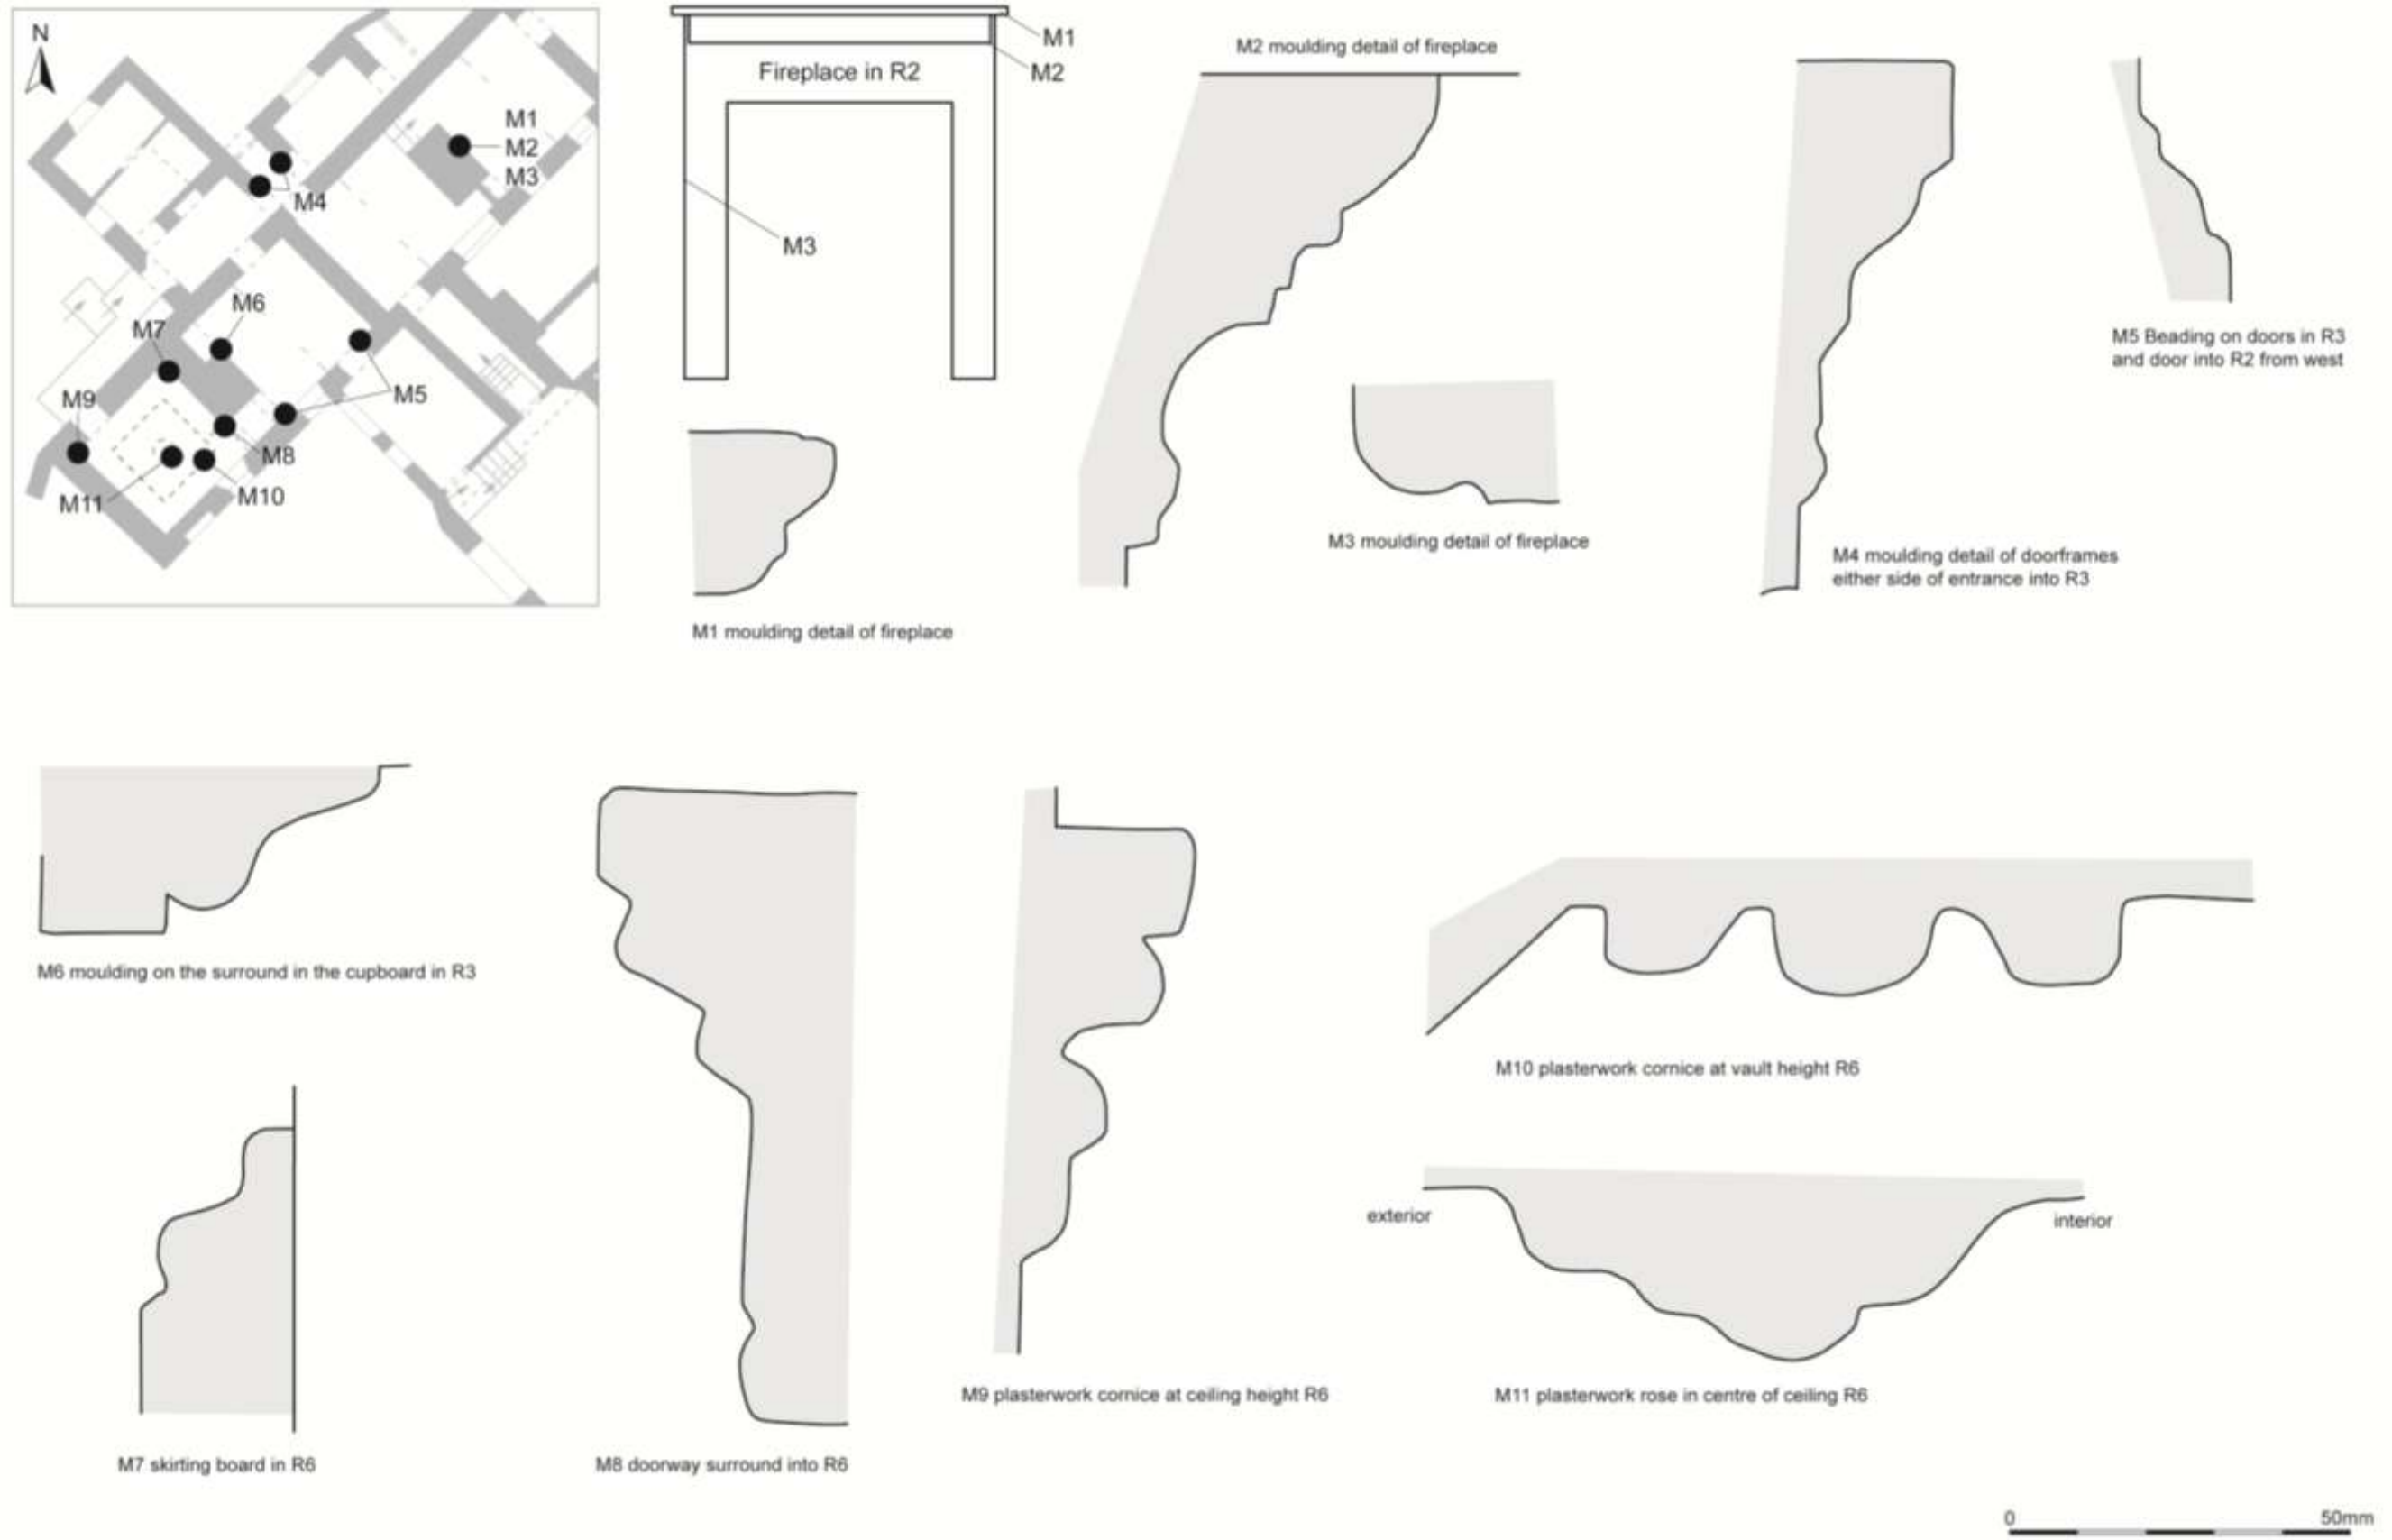 N
M1
M2
M3
M4
M6
M7
M5
M9
M8
M10
M11
Fireplace in R2
M1
M2
M3
M1 moulding detail of fireplace
M2 moulding detail of fireplace
M3 moulding detail of fireplace
M4 moulding detail of doorframes
either side of entrance into R3
M5 Beading on doors in R3
and door into R2 from west
M6 moulding on the surround in the cupboard in R3
M7 skirting board in R6
M8 doorway surround into R6
M9 plasterwork cornice at ceiling height R6
M10 plasterwork cornice at vault height R6
exterior
interior
M11 plasterwork rose in centre of ceiling R6
0 50mm